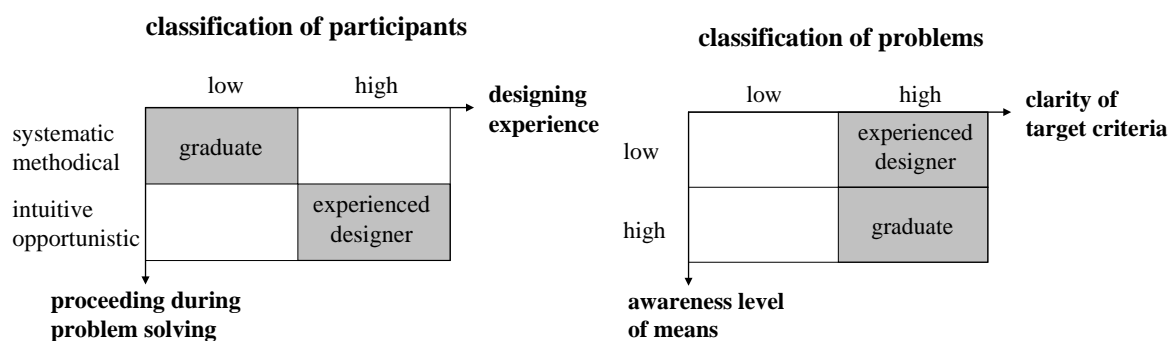 classification of participants
low
high
designing
experience
systematic
methodical
graduate
intuitive
opportunistic
experienced
designer
proceeding during
problem solving
classification of problems
low
high
clarity of
target criteria
low
experienced
designer
high
graduate
awareness level
of means